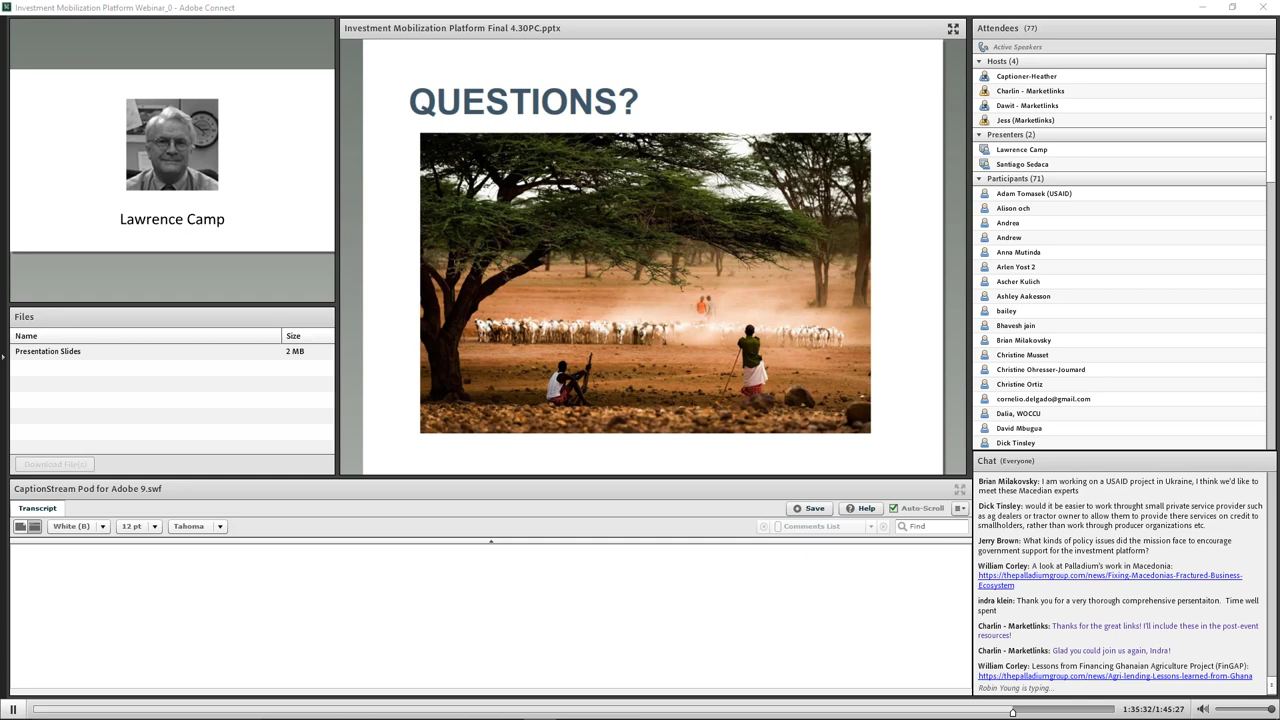 Investment Mobilization Platform Webinar_0 - Adobe Connect
Lawrence Camp
Files
Name Size
Presentation Slides 2 MB
Download File(s)
Investment Mobilization Platform Final 4.30PC.pptx
QUESTIONS?
CaptionStream Pod for Adobe 9.swf
Transcript Save Help Auto-Scroll
White (B) 12 pt Tahoma Comments List Find
Attendees (77)
Active Speakers
Hosts (4)
Captioner-Heather
Charlin - Marketlinks
Dawit - Marketlinks
Jess (Marketlinks)
Presenters (2)
Lawrence Camp
Santiago Sedaca
Participants (71)
Adam Tomasek (USAID)
Alison och
Andrea
Andrew
Anna Mutinda
Arlen Yost 2
Ascher Kulich
Ashley Aakesson
bailey
Bhavesh jain
Brian Milakovsky
Christine Musset
Christine Ohresser-Joumard
Christine Ortiz
cornelio.delgado@gmail.com
Dalia, WOCCU
David Mbugua
Dick Tinsley
Chat (Everyone)
Brian Milakovsky: I am working on a USAID project in Ukraine, I think we'd like to
meet these Macedian experts
Dick Tinsley: would it be easier to work throught small private service provider such
as ag dealers or tractor owner to allow them to provide there services on credit to
smallholders, rather than work through producer organizations etc.
Jerry Brown: What kinds of policy issues did the mission face to encourage
government support for the investment platform?
William Corley: A look at Palladium's work in Macedonia:
https://thepalladiumgroup.com/news/Fixing-Macedonias-Fractured-Business-
Ecosystem
indra klein: Thank you for a very thorough comprehensive persentaiton. Time well
spent
Charlin - Marketlinks: Thanks for the great links! I'll include these in the post-event
resources!
Charlin - Marketlinks: Glad you could join us again, Indra!
William Corley: Lessons from Financing Ghanaian Agriculture Project (FinGAP):
https://thepalladiumgroup.com/news/Agri-lending-Lessons-learned-from-Ghana
Robin Young is typing...
1:35:32/1:45:27